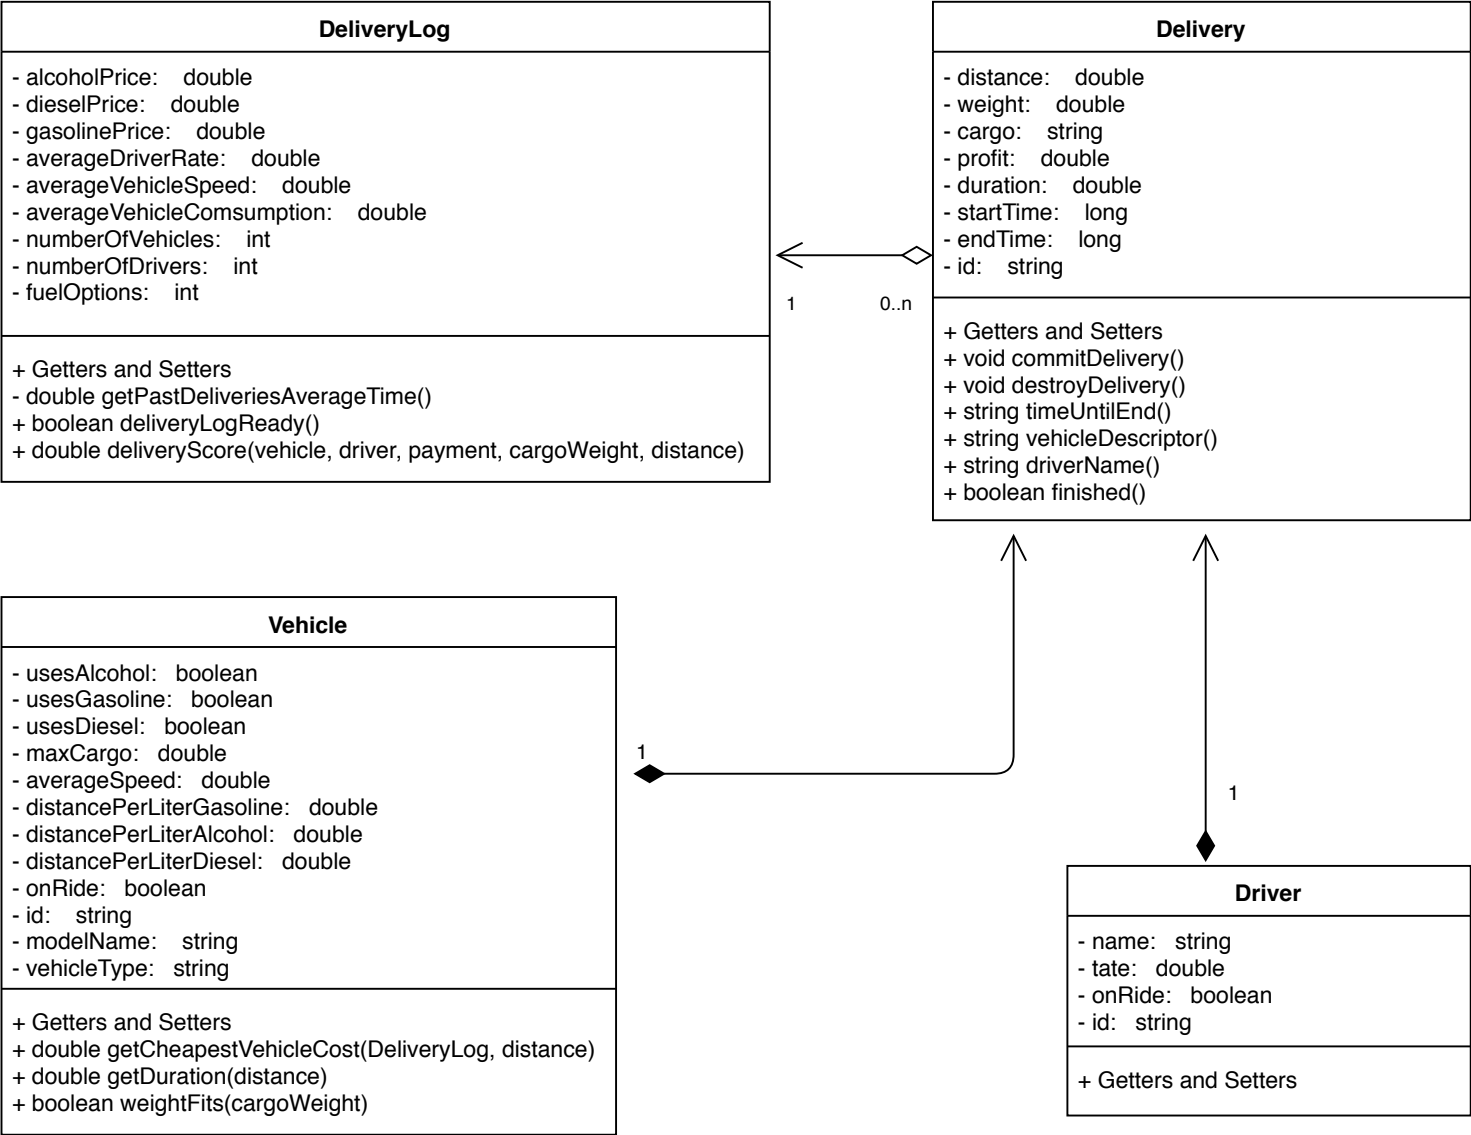 DeliveryLog
- alcoholPrice: double
- dieselPrice: double
- gasolinePrice: double
- averageDriverRate: double
- averageVehicleSpeed: double
- averageVehicleComsumption: double
- numberOfVehicles: int
- numberOfDrivers: int
- fuelOptions: int
+ Getters and Setters
- double getPastDeliveriesAverageTime()
+ boolean deliveryLogReady()
+ double deliveryScore(vehicle, driver, payment, cargoWeight, distance)
1
0..n
Delivery
- distance: double
- weight: double
- cargo: string
- profit: double
- duration: double
- startTime: long
- endTime: long
- id: string
+ Getters and Setters
+ void commitDelivery()
+ void destroyDelivery()
+ string timeUntilEnd()
+ string vehicleDescriptor()
+ string driverName()
+ boolean finished()
Vehicle
- usesAlcohol: boolean
- usesGasoline: boolean
- usesDiesel: boolean
- maxCargo: double
- averageSpeed: double
- distancePerLiterGasoline: double
- distancePerLiterAlcohol: double
- distancePerLiterDiesel: double
- onRide: boolean
- id: string
- modelName: string
- vehicleType: string
+ Getters and Setters
+ double getCheapestVehicleCost(DeliveryLog, distance)
+ double getDuration(distance)
+ boolean weightFits(cargoWeight)
1
1
Driver
- name: string
- tate: double
- onRide: boolean
- id: string
+ Getters and Setters